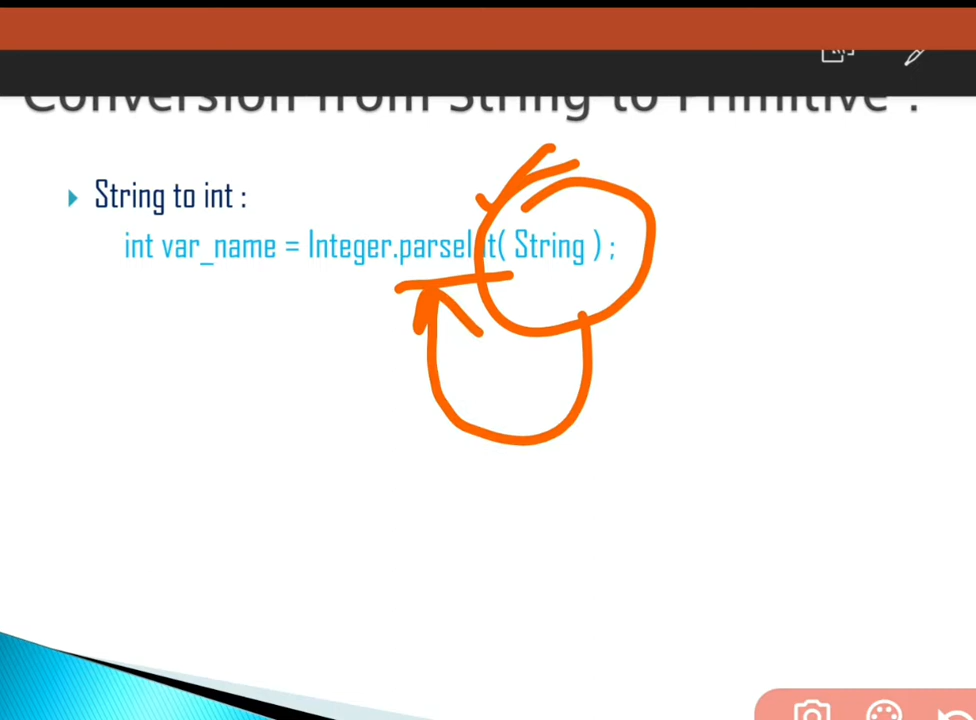 Conversion from String to Primitive :
String to int :
int var_name = Integer.parseInt( String ) ;